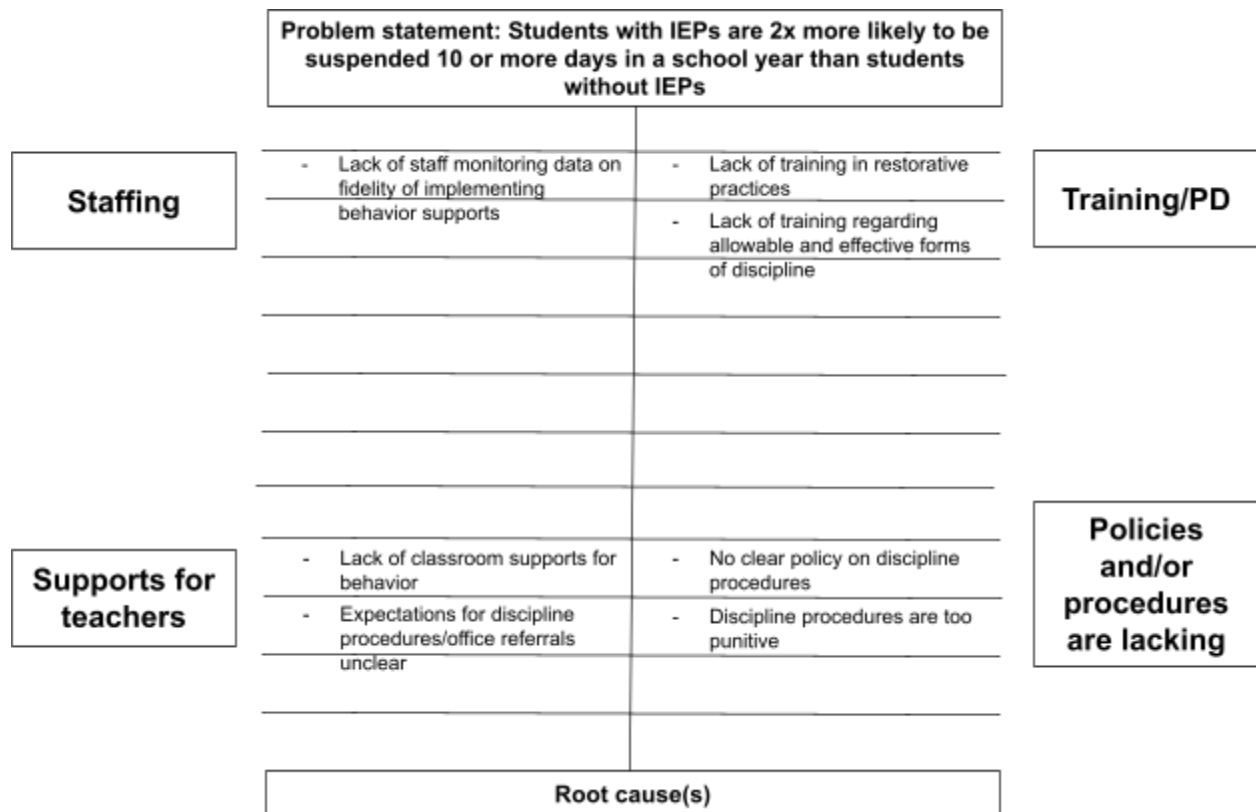 Problem statement: Students with IEPs are 2x more likely to be
suspended 10 or more days in a school year than students
without IEPs
Staffing
- Lack of staff monitoring data on
fidelity of implementing
behavior supports
- Lack of training in restorative
practices
- Lack of training regarding
allowable and effective forms
of discipline
Training/PD
Supports for
teachers
- Lack of classroom supports for
behavior
- Expectations for discipline
procedures/office referrals
unclear
- No clear policy on discipline
procedures
- Discipline procedures are too
punitive
Policies
and/or
procedures
are lacking
Root cause(s)